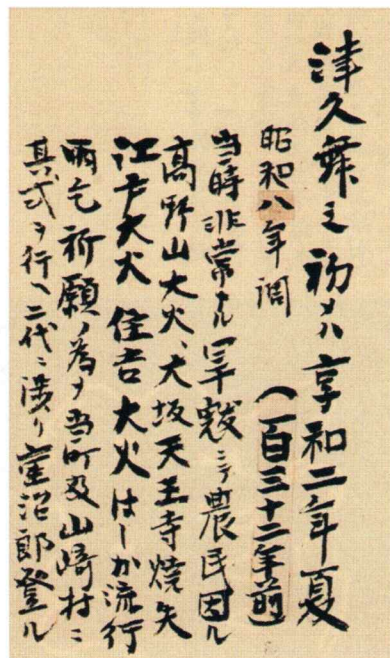 津久舞之初メハ享和二年夏
昭和八年調
(一百三十二年前)
当時非常ナル旱魃ニテ農民困ル
高野山大火、大坂天王寺焼失
江戸大火 住吉大火 はしか流行
雨乞祈願ノ為メ当町及山崎村ニ
其式ヲ行ヘ二代ニ渉リ 治郎登ル